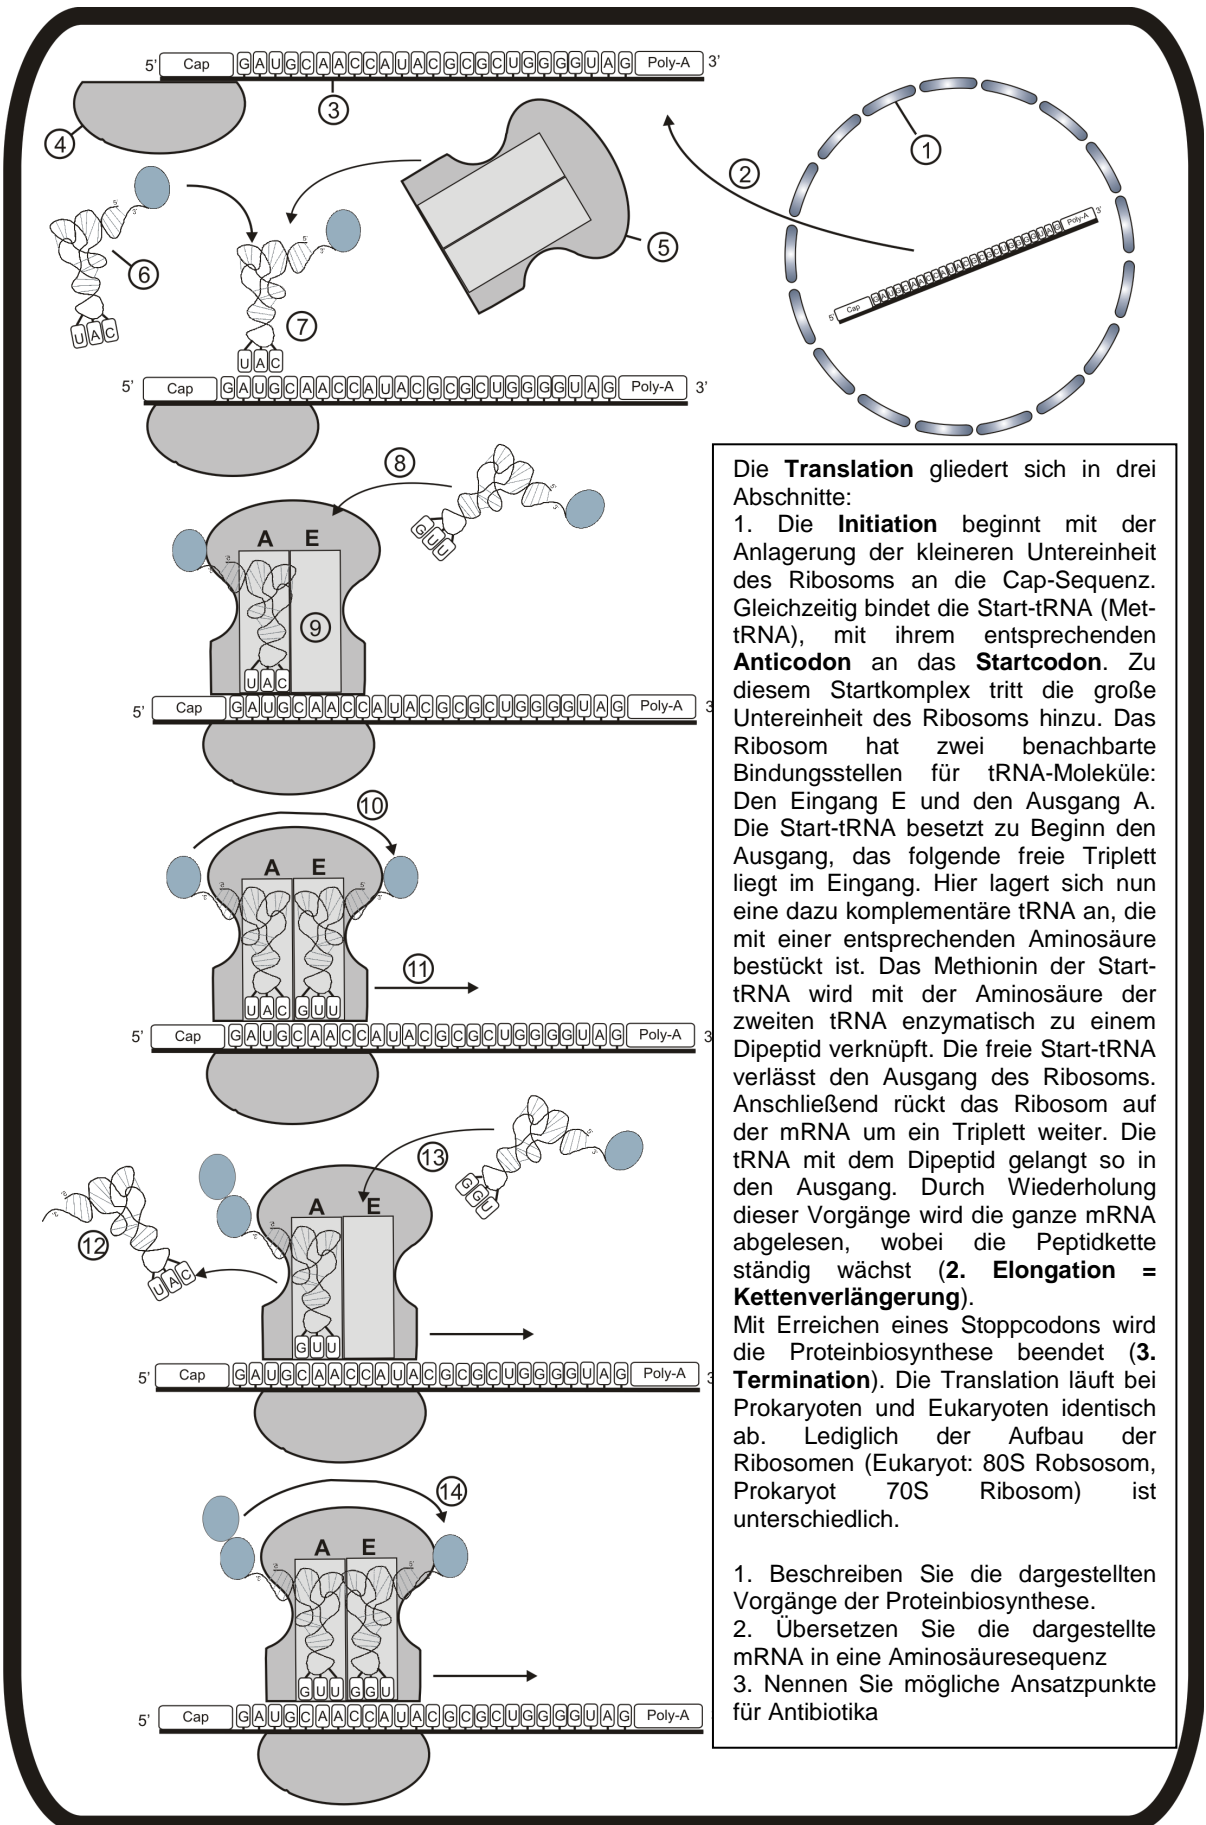 5' Cap GAUGCAACCAUACGCGCUGGGGUAG Poly-A 3'
3
4
1
2
5' 3'
5
6
UAC
5' 3'
7
UAC
5' Cap GAUGCAACCAUACGCGCUGGGGUAG Poly-A 3'
5' Cap GAUGCAACCAUACGCGCUGGGGUAG Poly-A 3'
8
GUU
A E
9
UAC
5' Cap GAUGCAACCAUACGCGCUGGGGUAG Poly-A 3
10
A E
11
UAC GUU
5' Cap GAUGCAACCAUACGCGCUGGGGUAG Poly-A 3
13
GGU
12
UAC
A E
GUU
5' Cap GAUGCAACCAUACGCGCUGGGGUAG Poly-A 3
14
A E
GUU GGU
5' Cap GAUGCAACCAUACGCGCUGGGGUAG Poly-A
Die Translation gliedert sich in drei
Abschnitte:
1. Die Initiation beginnt mit der
Anlagerung der kleineren Untereinheit
des Ribosoms an die Cap-Sequenz.
Gleichzeitig bindet die Start-tRNA (Met-
tRNA), mit ihrem entsprechenden
Anticodon an das Startcodon. Zu
diesem Startkomplex tritt die große
Untereinheit des Ribosoms hinzu. Das
Ribosom hat zwei benachbarte
Bindungsstellen für tRNA-Moleküle:
Den Eingang E und den Ausgang A.
Die Start-tRNA besetzt zu Beginn den
Ausgang, das folgende freie Triplett
liegt im Eingang. Hier lagert sich nun
eine dazu komplementäre tRNA an, die
mit einer entsprechenden Aminosäure
bestückt ist. Das Methionin der Start-
tRNA wird mit der Aminosäure der
zweiten tRNA enzymatisch zu einem
Dipeptid verknüpft. Die freie Start-tRNA
verlässt den Ausgang des Ribosoms.
Anschließend rückt das Ribosom auf
der mRNA um ein Triplett weiter. Die
tRNA mit dem Dipeptid gelangt so in
den Ausgang. Durch Wiederholung
dieser Vorgänge wird die ganze mRNA
abgelesen, wobei die Peptidkette
ständig wächst (2. Elongation =
Kettenverlängerung).
Mit Erreichen eines Stoppcodons wird
die Proteinbiosynthese beendet (3.
Termination). Die Translation läuft bei
Prokaryoten und Eukaryoten identisch
ab. Lediglich der Aufbau der
Ribosomen (Eukaryot: 80S Robsosom,
Prokaryot 70S Ribosom) ist
unterschiedlich.
1. Beschreiben Sie die dargestellten
Vorgänge der Proteinbiosynthese.
2. Übersetzen Sie die dargestellte
mRNA in eine Aminosäuresequenz
3. Nennen Sie mögliche Ansatzpunkte
für Antibiotika